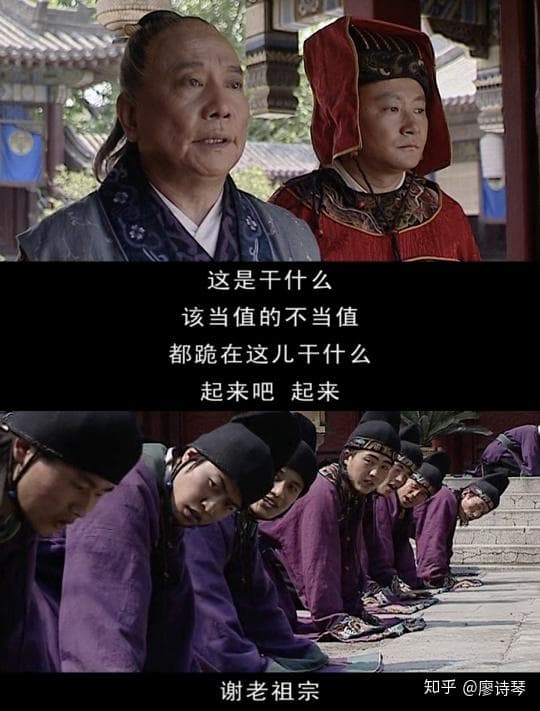 这是干什么
该当值的不当值
都跪在这儿干什么
起来吧 起来
谢老祖宗
知乎 @廖诗琴